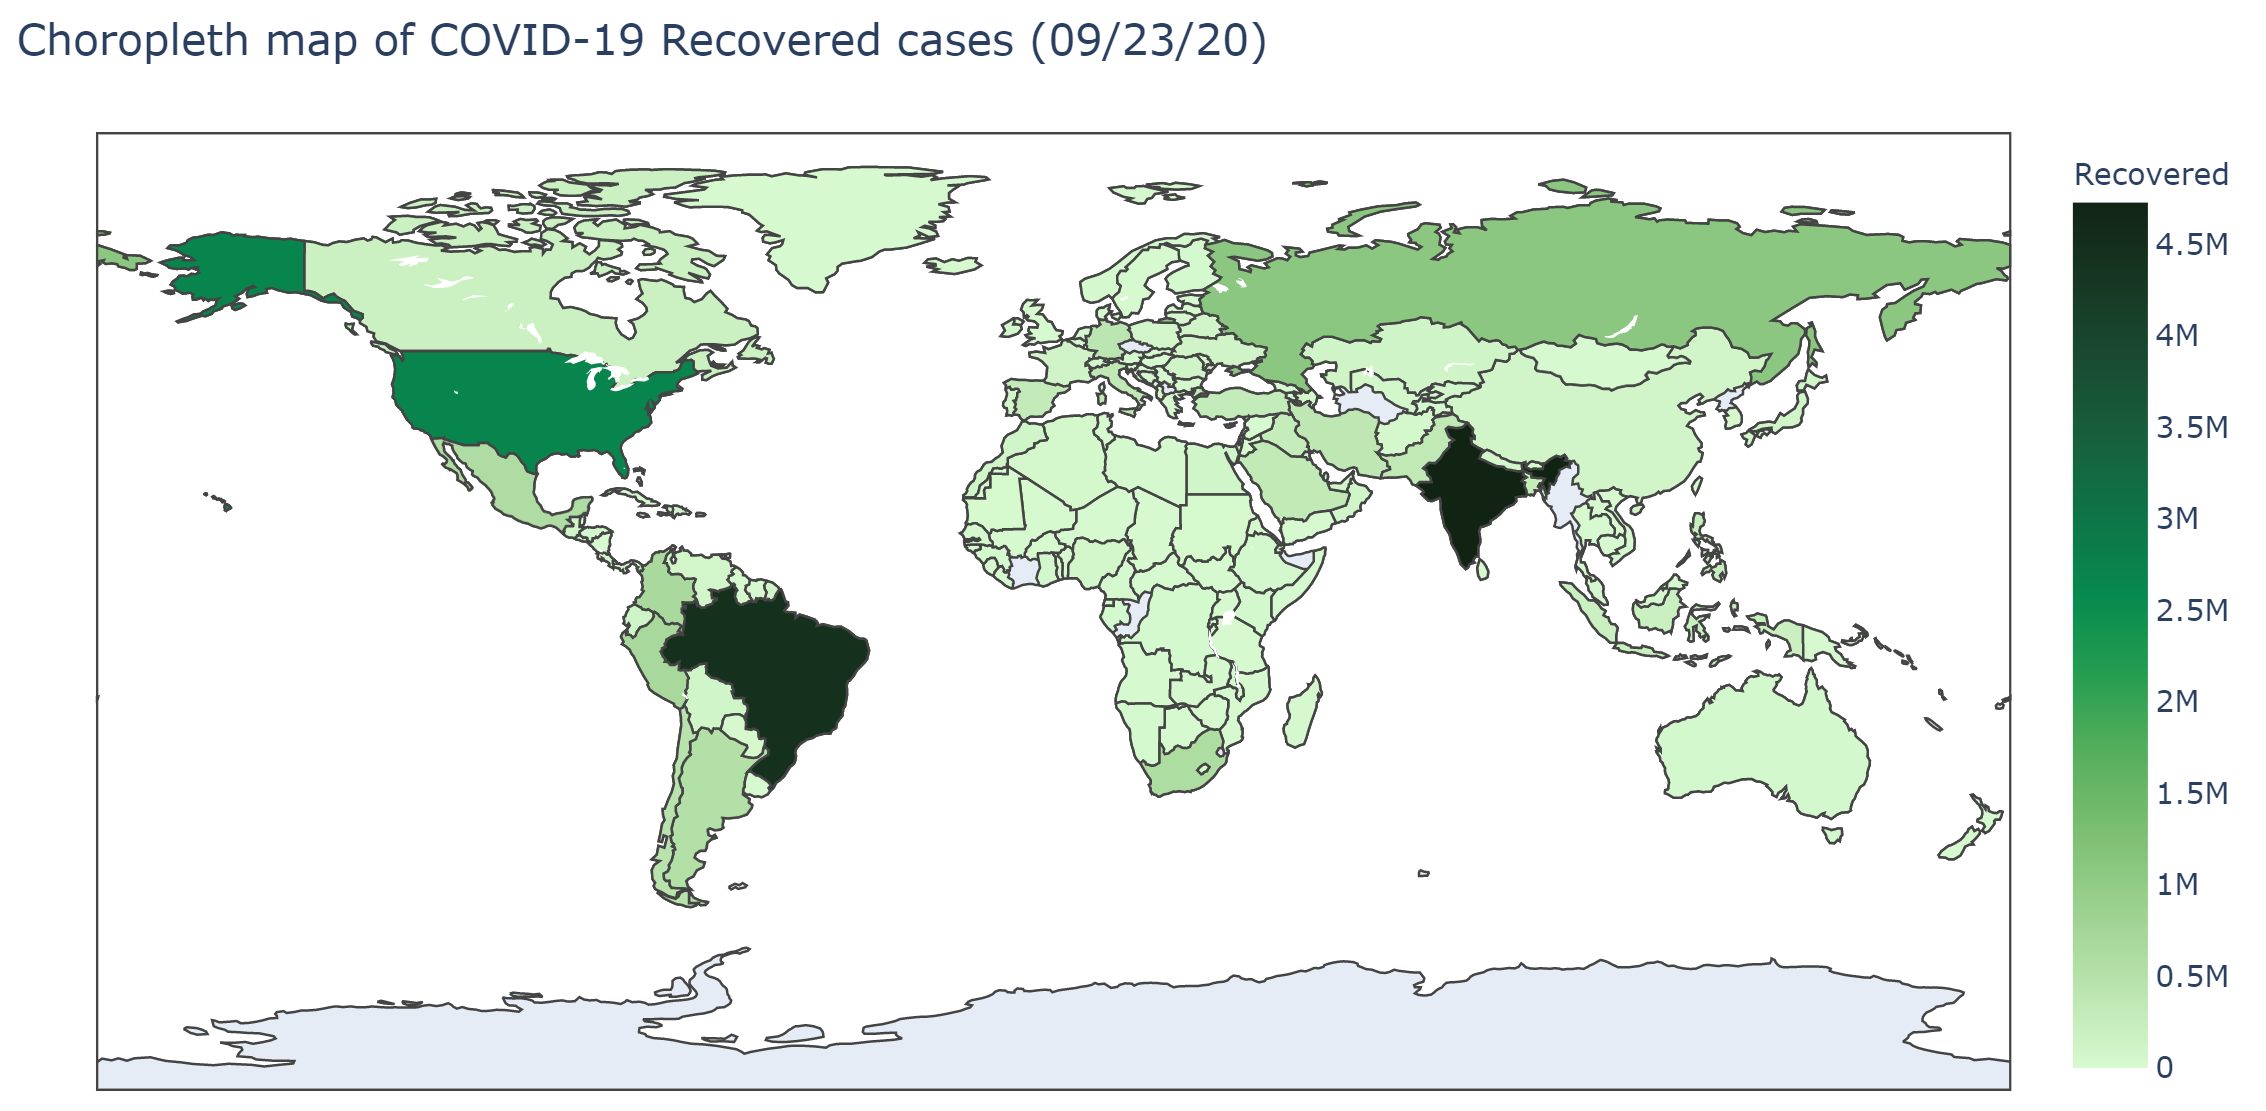 Choropleth map of COVID-19 Recovered cases (09/23/20)
Recovered
4.5M
4M
3.5M
3M
2.5M
2M
1.5M
1M
0.5M
0